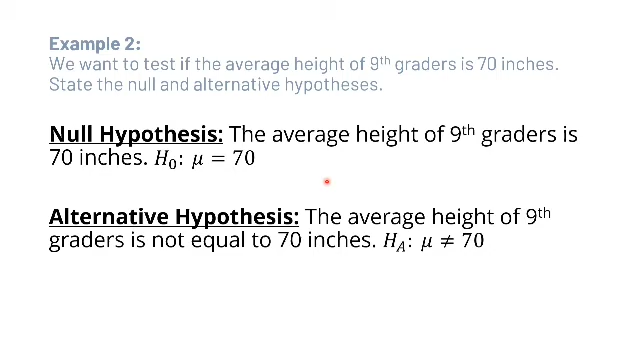 Example 2:
We want to test if the average height of 9th graders is 70 inches.
State the null and alternative hypotheses.
Null Hypothesis: The average height of 9th graders is
70 inches. H₀: μ = 70
Alternative Hypothesis: The average height of 9th
graders is not equal to 70 inches. H_A: μ ≠ 70